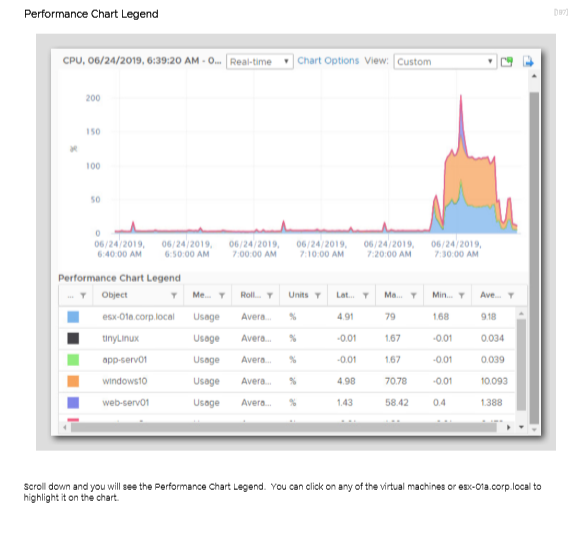 Performance Chart Legend
[197]
CPU, 06/24/2019, 6:39:20 AM - 0... Real-time Chart Options View: Custom
200
150
%
100
50
0
06/24/2019, 06/24/2019, 06/24/2019, 06/24/2019, 06/24/2019, 06/24/2019,
6:40:00 AM 6:50:00 AM 7:00:00 AM 7:10:00 AM 7:20:00 AM 7:30:00 AM
Performance Chart Legend
... Object Me... Roll... Units Lat... Ma... Min... Ave...
esx-01a.corp.local Usage Avera... % 4.91 79 1.68 9.18
tinyLinux Usage Avera... % -0.01 1.67 -0.01 0.034
app-serv01 Usage Avera... % -0.01 1.67 -0.01 0.039
windows10 Usage Avera... % 4.98 70.78 -0.01 10.093
web-serv01 Usage Avera... % 1.43 58.42 0.4 1.388
Scroll down and you will see the Performance Chart Legend. You can click on any of the virtual machines or esx-01a.corp.local to
highlight it on the chart.